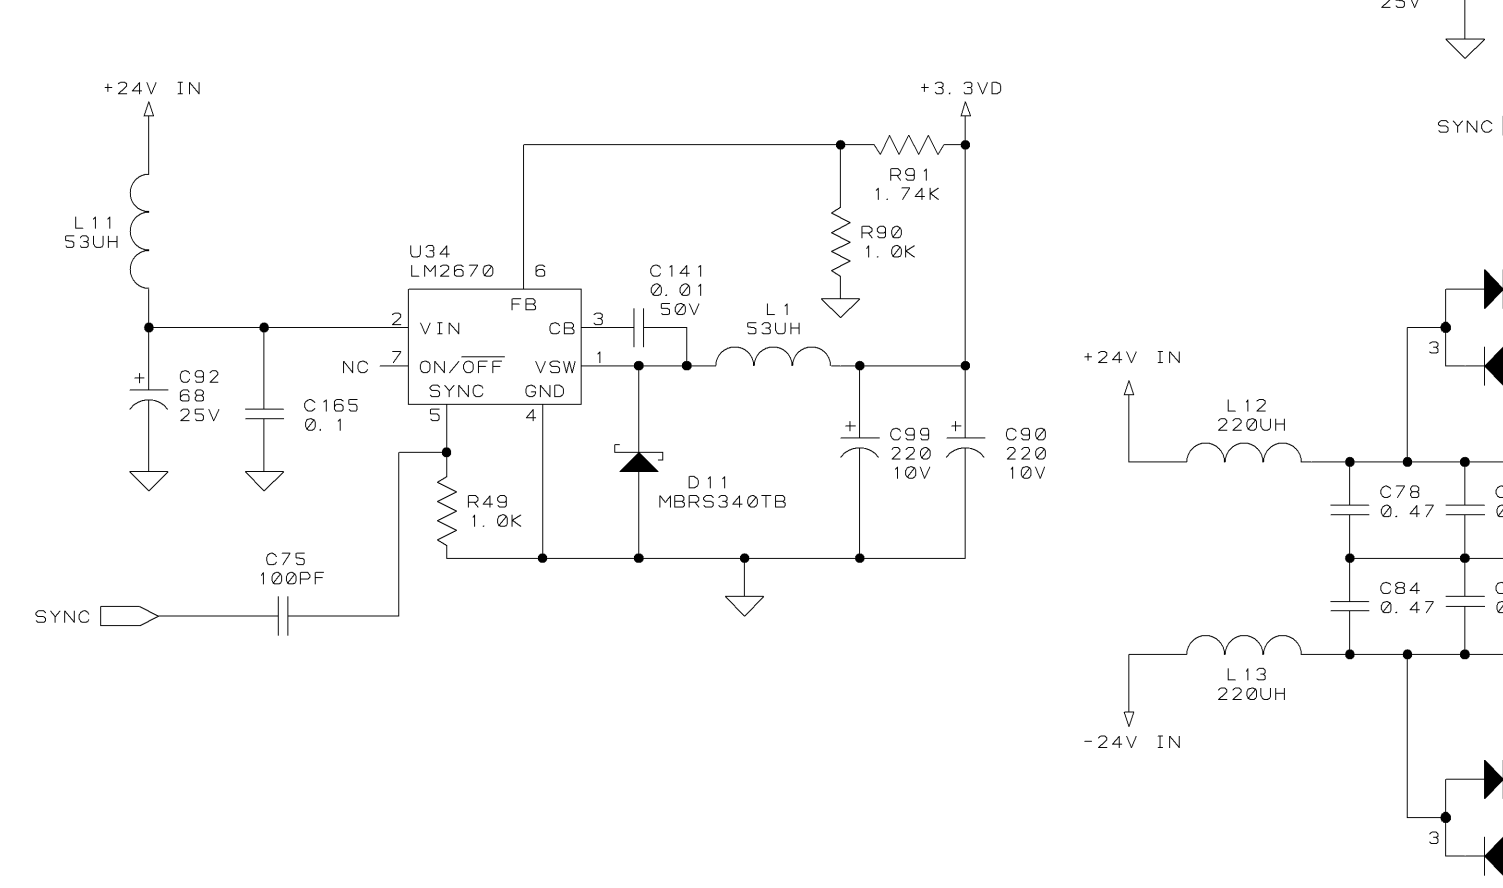 25V
+24V IN
+3.3VD
SYNC
R91
1.74K
L11
53UH
R90
1.0K
U34
LM2670
6
C141
0.01
50V
FB
L1
53UH
2
VIN
CB
3
NC
7
ON/OFF
VSW
1
SYNC
GND
5
4
+
C92
68
25V
C165
0.1
+
C99
220
10V
+
C90
220
10V
D11
MBRS340TB
R49
1.0K
C75
100PF
SYNC
3
+24V IN
L12
220UH
C78
0.47
C84
0.47
L13
220UH
-24V IN
3